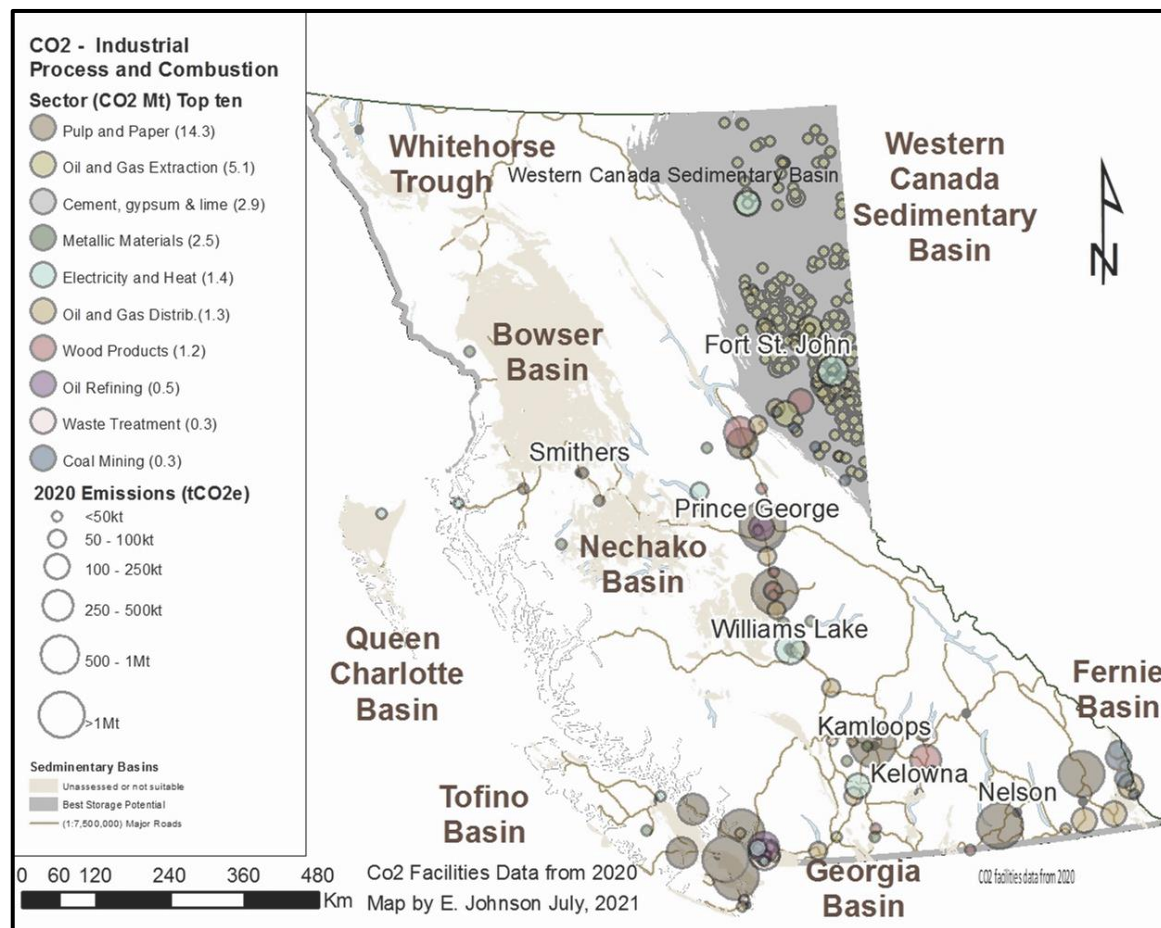 CO2 - Industrial
Process and Combustion
Sector (CO2 Mt) Top ten
Pulp and Paper (14.3)
Oil and Gas Extraction (5.1)
Cement, gypsum & lime (2.9)
Metallic Materials (2.5)
Electricity and Heat (1.4)
Oil and Gas Distrib.(1.3)
Wood Products (1.2)
Oil Refining (0.5)
Waste Treatment (0.3)
Coal Mining (0.3)
2020 Emissions (tCO2e)
<50kt
50 - 100kt
100 - 250kt
250 - 500kt
500 - 1Mt
>1Mt
Sedminentary Basins
Unassessed or not suitable
Best Storage Potential
(1:7,500,000) Major Roads
0 60 120 240 360 480
Km
Whitehorse
Trough
Western Canada Sedimentary Basin
Western
Canada
Sedimentary
Basin
N
Bowser
Basin
Fort St. John
Smithers
Prince George
Nechako
Basin
Williams Lake
Queen
Charlotte
Basin
Fernie
Basin
Kamloops
Kelowna
Nelson
Tofino
Basin
Georgia
Basin
Co2 Facilities Data from 2020
Map by E. Johnson July, 2021
CO2 facilities data from 2020